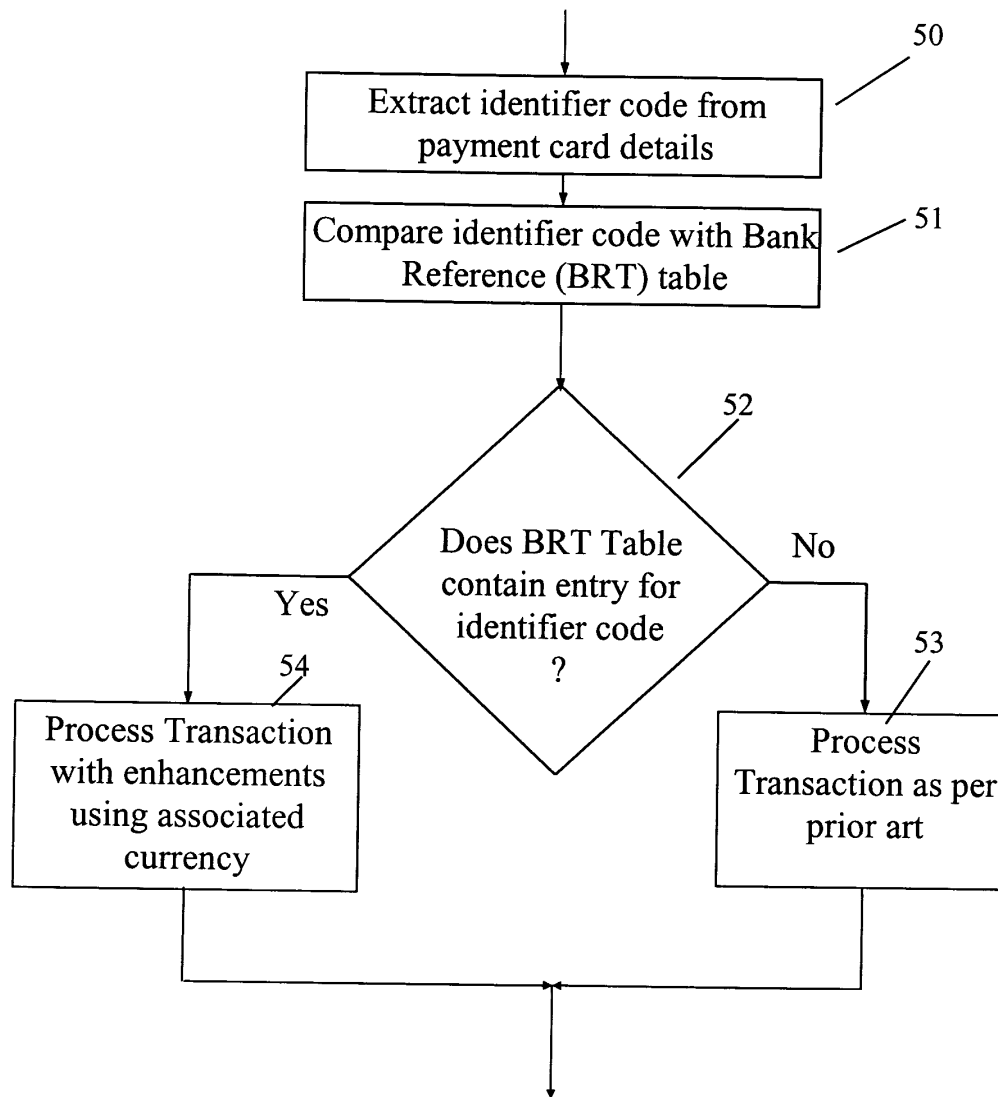 50
Extract identifier code from
payment card details
51
Compare identifier code with Bank
Reference (BRT) table
52
Does BRT Table
contain entry for
identifier code
?
No
Yes
54
53
Process Transaction
with enhancements
using associated
currency
Process
Transaction as per
prior art